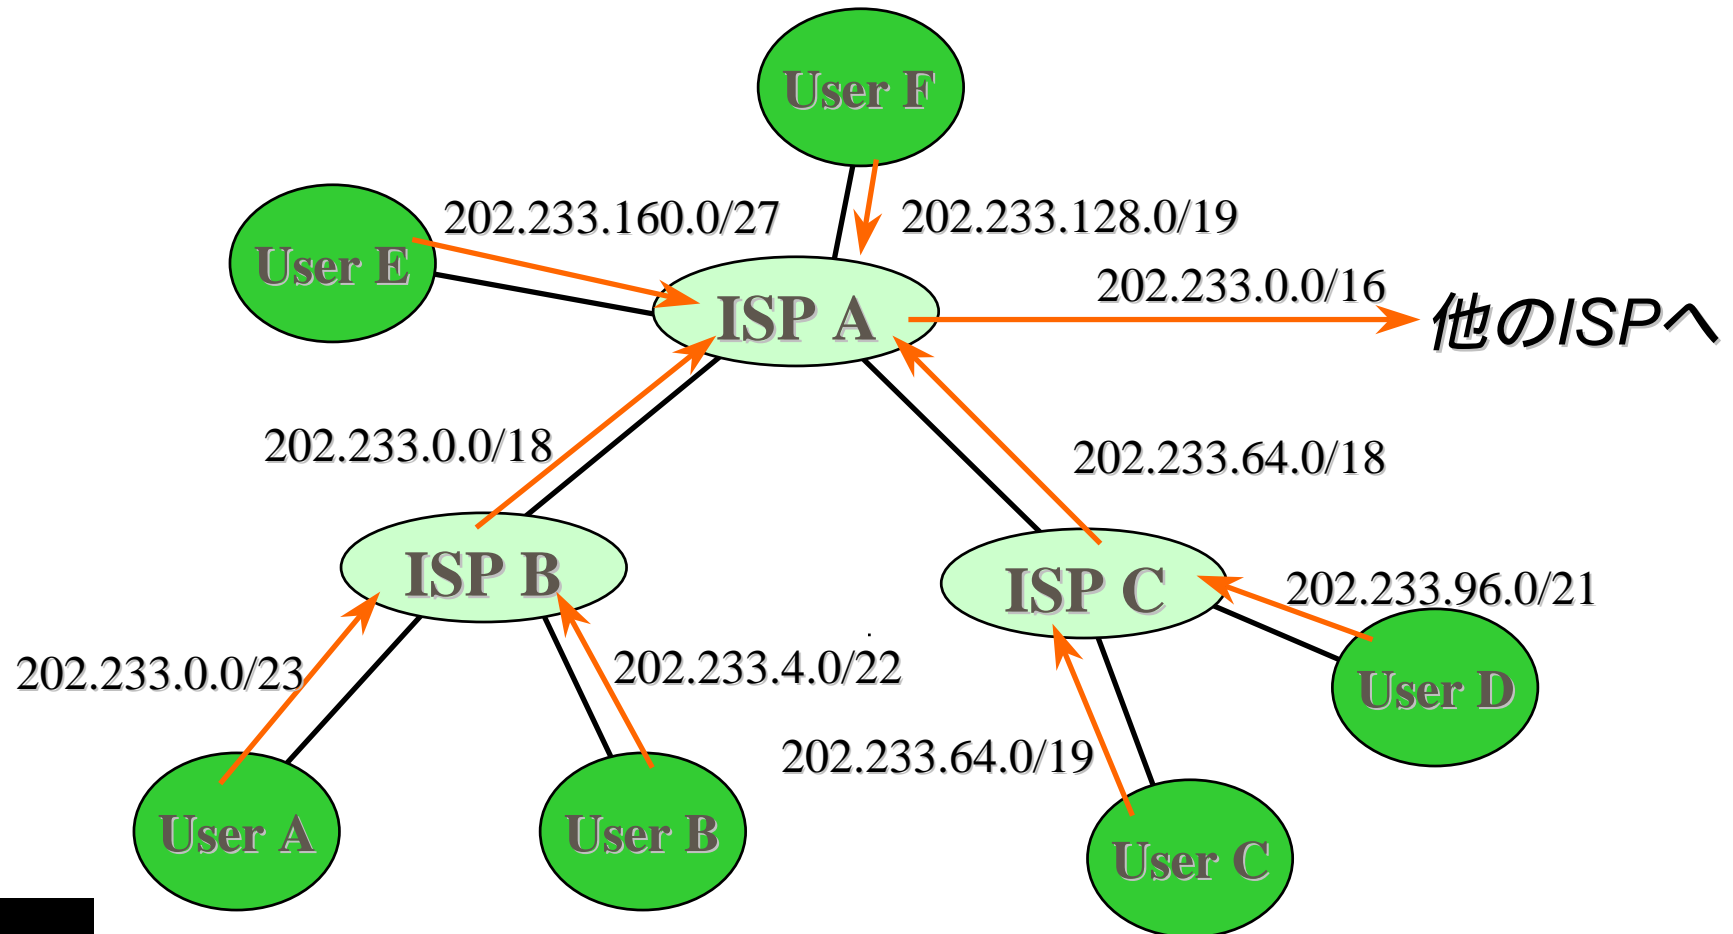 User F
202.233.160.0/27
202.233.128.0/19
User E
202.233.0.0/16
ISP A
他のISPへ
202.233.0.0/18
202.233.64.0/18
ISP B
ISP C
202.233.96.0/21
202.233.0.0/23
202.233.4.0/22
User D
202.233.64.0/19
User A
User B
User C